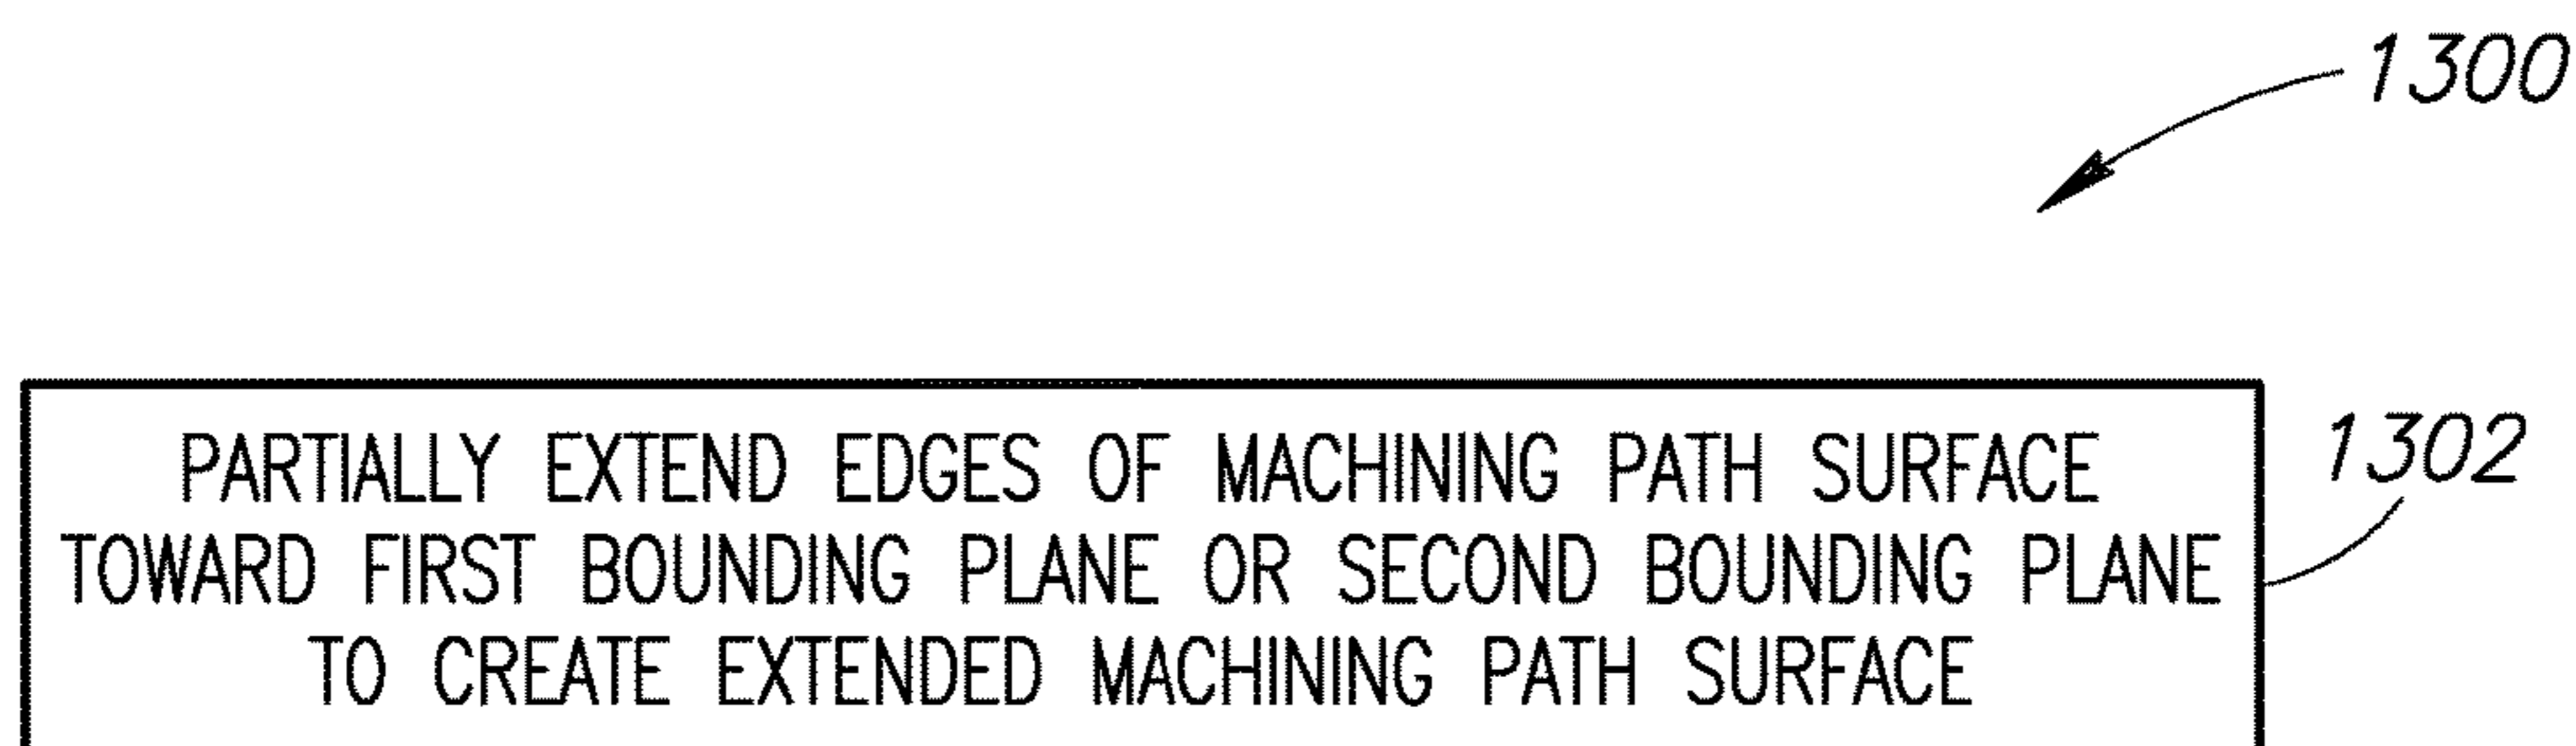 1300
PARTIALLY EXTEND EDGES OF MACHINING PATH SURFACE
1302
TOWARD FIRST BOUNDING PLANE OR SECOND BOUNDING PLANE
TO CREATE EXTENDED MACHINING PATH SURFACE